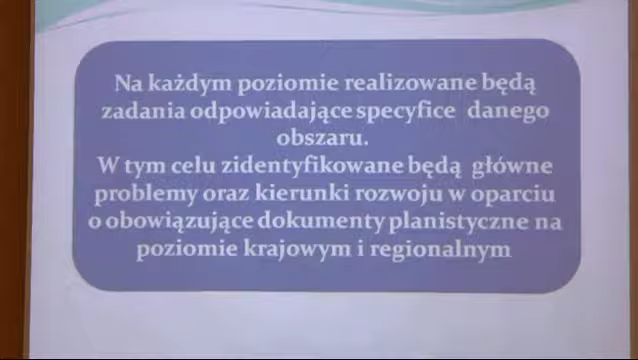 Na każdym poziomie realizowane będą
zadania odpowiadające specyfice danego
obszaru.
W tym celu zidentyfikowane będą główne
problemy oraz kierunki rozwoju w oparciu
o obowiązujące dokumenty planistyczne na
poziomie krajowym i regionalnym